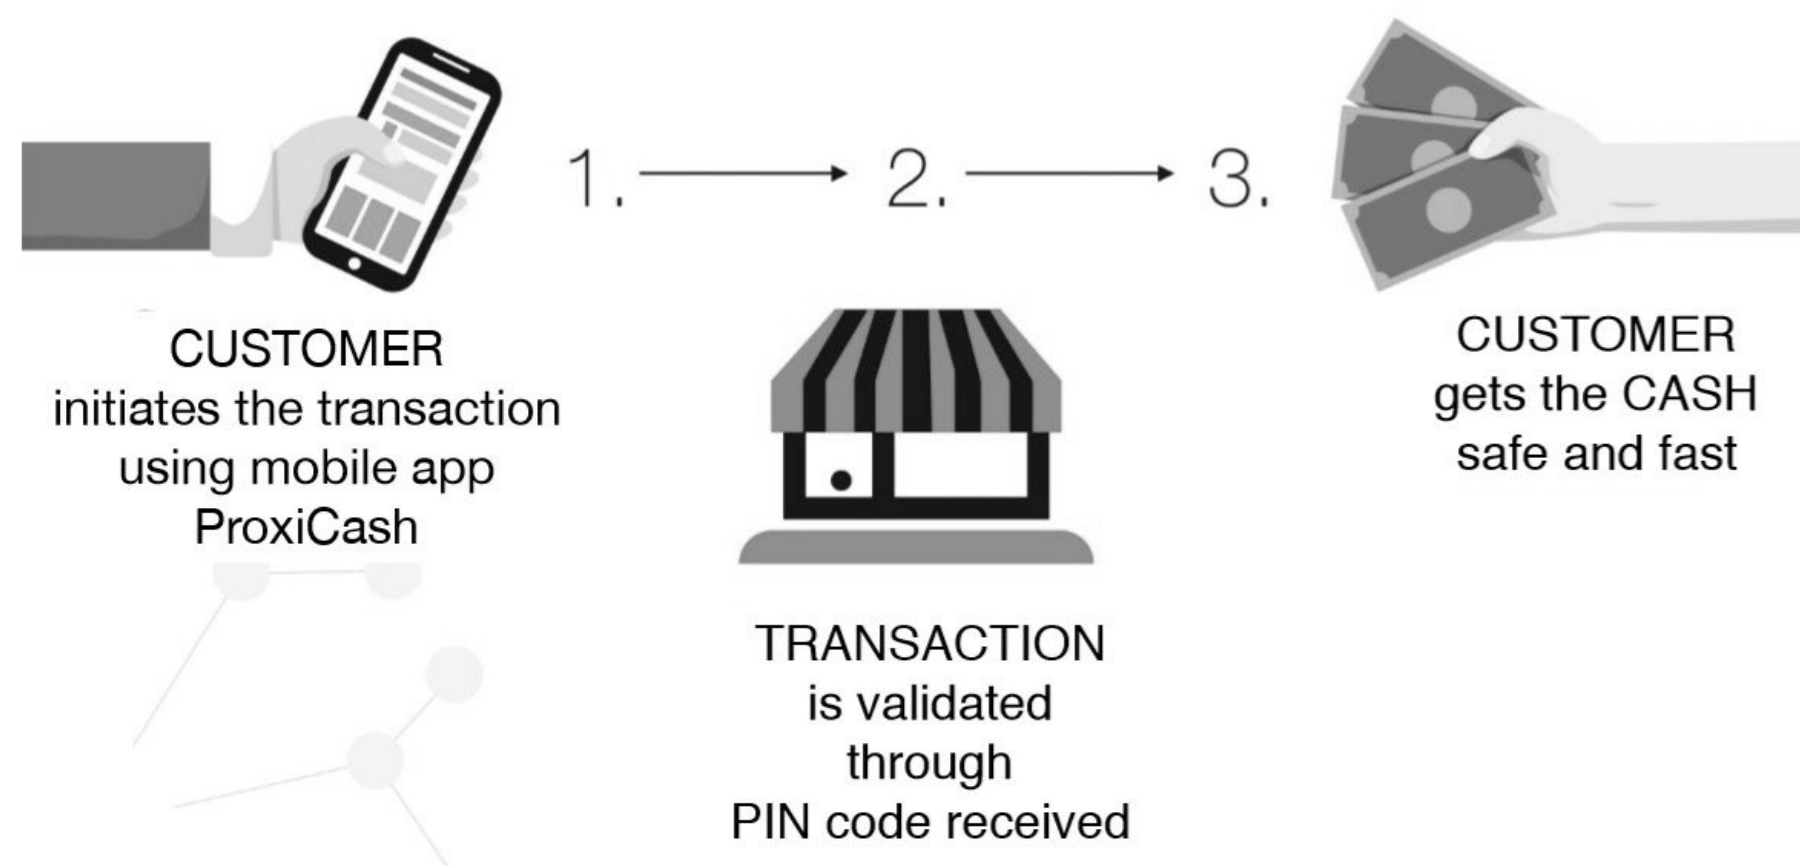 1.
2.
3.
CUSTOMER
initiates the transaction
using mobile app
ProxiCash
TRANSACTION
is validated
through
PIN code received
CUSTOMER
gets the CASH
safe and fast